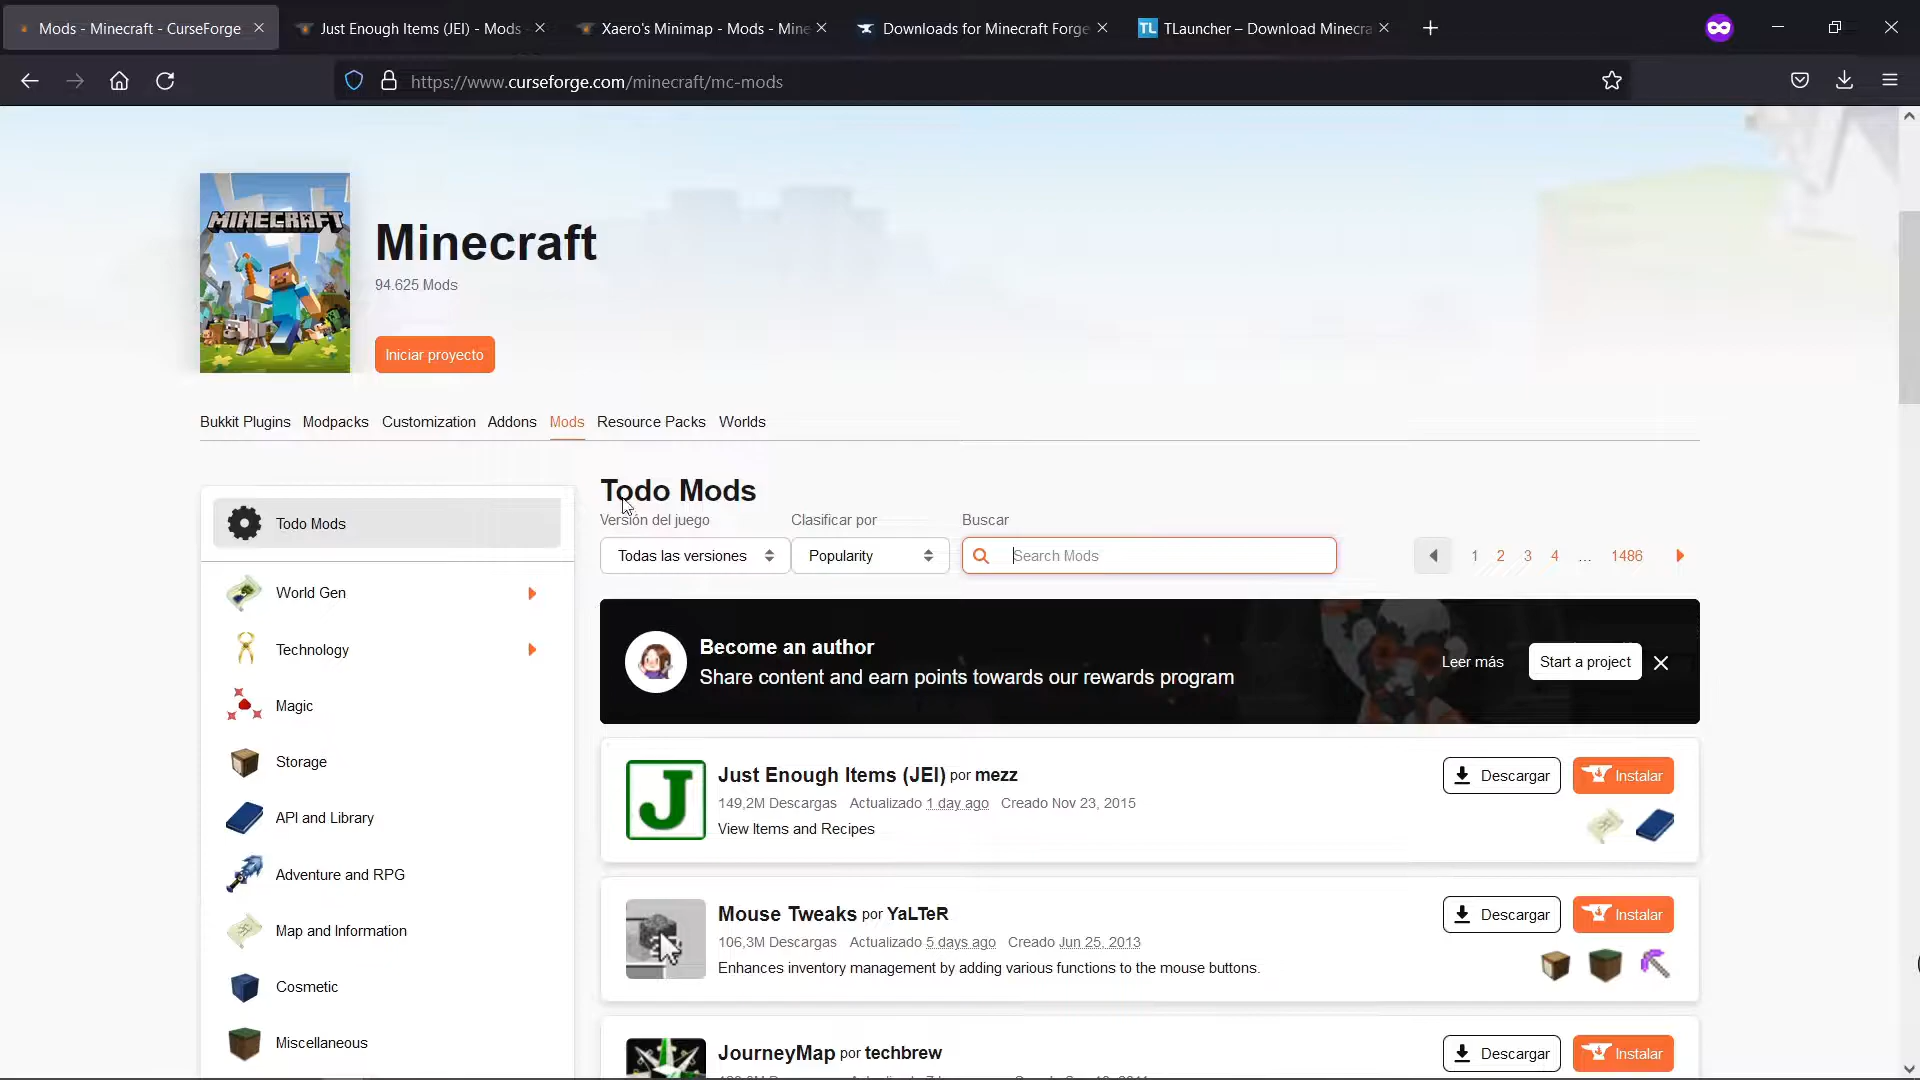 Mods - Minecraft - CurseForge
Just Enough Items (JEI) - Mods
Xaero's Minimap - Mods - Mine
Downloads for Minecraft Forge
TL TLauncher – Download Minecra
https://www.curseforge.com/minecraft/mc-mods
MINECRAFT
Minecraft
94.625 Mods
Iniciar proyecto
Bukkit Plugins Modpacks Customization Addons Mods Resource Packs Worlds
Todo Mods
World Gen
Technology
Magic
Storage
API and Library
Adventure and RPG
Map and Information
Cosmetic
Miscellaneous
Todo Mods
Versión del juego Clasificar por Buscar
Todas las versiones Popularity Search Mods 1 2 3 4 ... 1486
Become an author
Share content and earn points towards our rewards program
Leer más Start a project
J
Just Enough Items (JEI) por mezz
149,2M Descargas Actualizado 1 day ago Creado Nov 23, 2015
View Items and Recipes
Descargar Instalar
Mouse Tweaks por YaLTeR
106,3M Descargas Actualizado 5 days ago Creado Jun 25, 2013
Enhances inventory management by adding various functions to the mouse buttons.
Descargar Instalar
JourneyMap por techbrew
Descargar Instalar